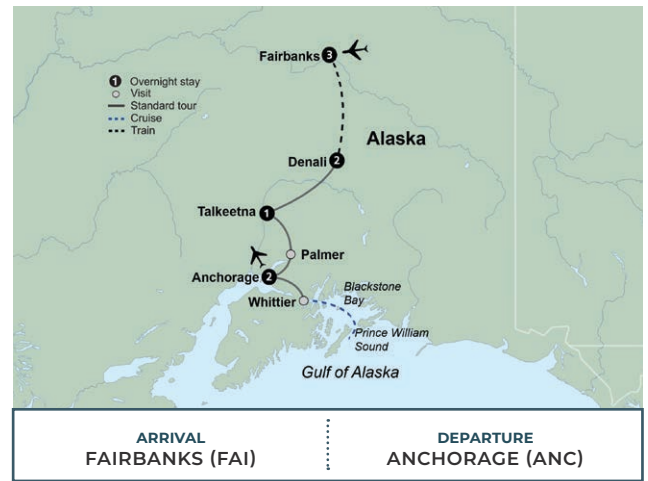 Fairbanks 3
1 Overnight stay
Visit
Standard tour
Cruise
Train
Alaska
Denali 2
Talkeetna 1
Palmer
Anchorage 2
Whittier
Blackstone
Bay
Prince William
Sound
Gulf of Alaska
ARRIVAL
FAIRBANKS (FAI)
DEPARTURE
ANCHORAGE (ANC)